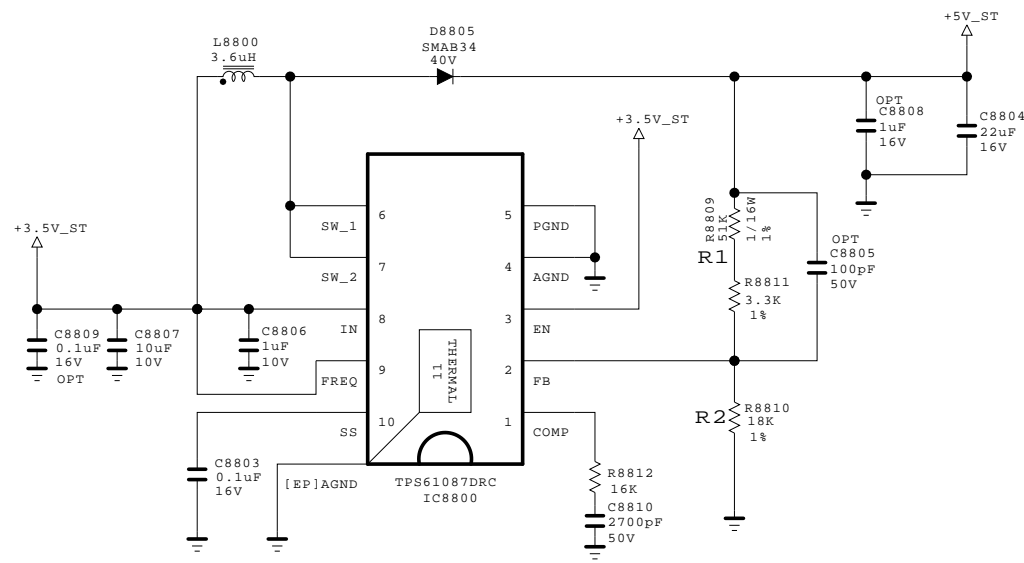 +5V_ST
L8800
3.6uH
D8805
SMAB34
40V
OPT
C8808
1uF
16V
C8804
22uF
16V
+3.5V_ST
R8809
51K
1/16W
1%
R1
OPT
C8805
100pF
50V
R8811
3.3K
1%
+3.5V_ST
6
SW_1
7
SW_2
8
IN
9
FREQ
10
SS
5
PGND
4
AGND
3
EN
2
FB
1
COMP
THERMAL
11
C8809
0.1uF
16V
OPT
C8807
10uF
10V
C8806
1uF
10V
R2
R8810
18K
1%
C8803
0.1uF
16V
[EP]AGND
TPS61087DRC
IC8800
R8812
16K
C8810
2700pF
50V